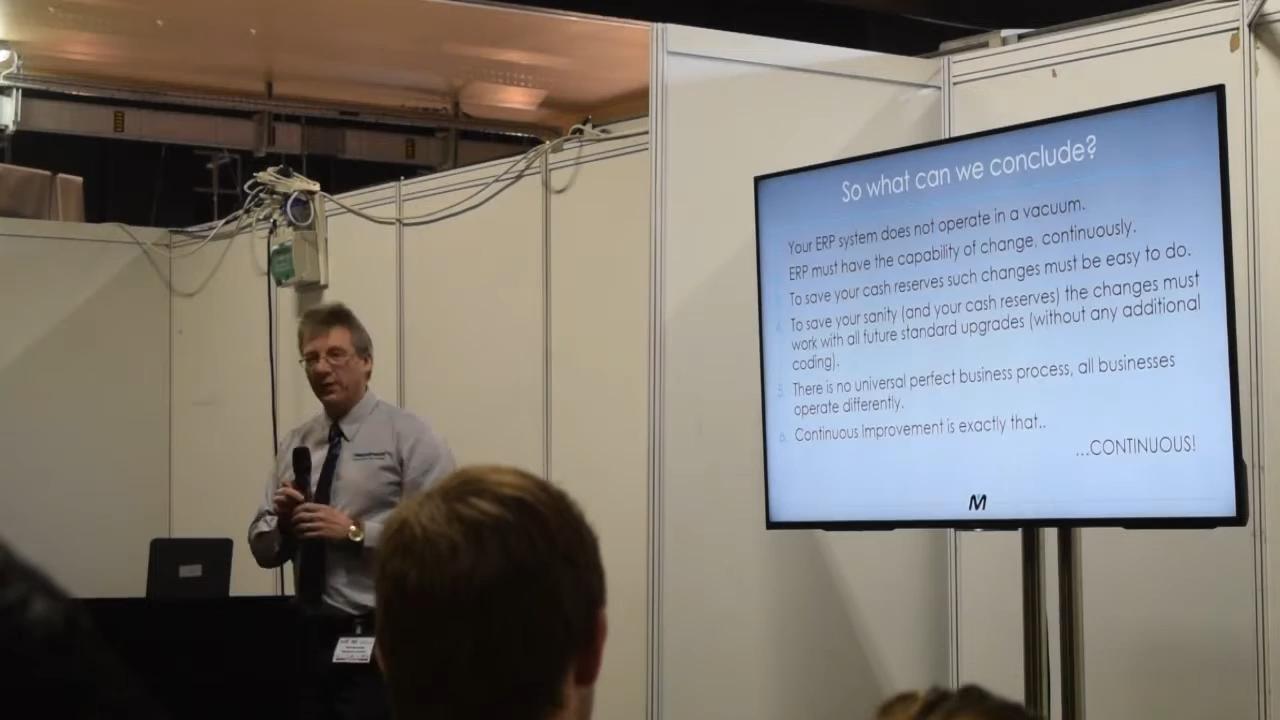 So what can we conclude?
Your ERP system does not operate in a vacuum.
ERP must have the capability of change, continuously.
To save your cash reserves such changes must be easy to do.
To save your sanity (and your cash reserves) the changes must
work with all future standard upgrades (without any additional
coding).
5. There is no universal perfect business process, all businesses
operate differently.
6. Continuous Improvement is exactly that..
...CONTINUOUS!
M